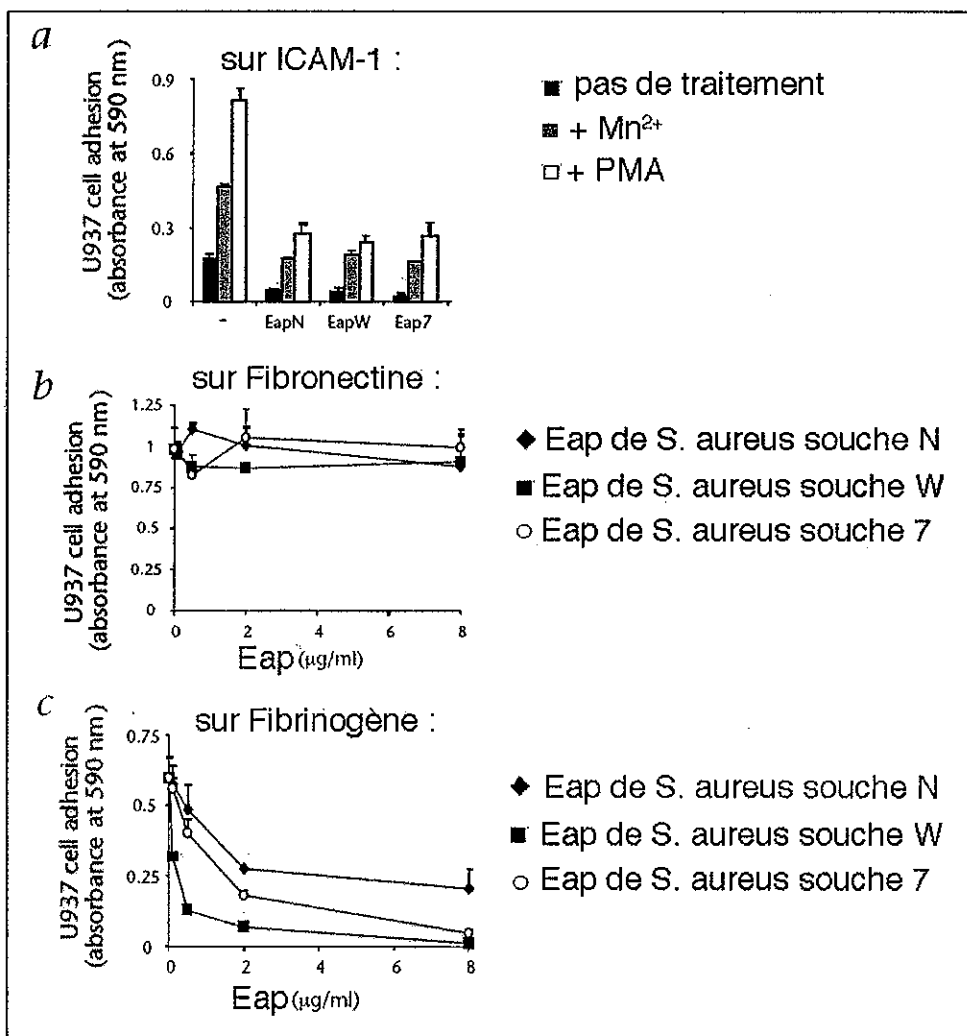 a
sur ICAM-1 :
U937 cell adhesion
(absorbance at 590 nm)
0.9
0.6
0.3
0
-
EapN
EapW
Eap7
pas de traitement
+ Mn²⁺
+ PMA
b
sur Fibronectine :
U937 cell adhesion
(absorbance at 590 nm)
1.25
1
0.75
0.5
0.25
0
0
2
4
6
8
Eap (µg/ml)
Eap de S. aureus souche N
Eap de S. aureus souche W
Eap de S. aureus souche 7
c
sur Fibrinogène :
U937 cell adhesion
(absorbance at 590 nm)
0.75
0.5
0.25
0
0
2
4
6
8
Eap (µg/ml)
Eap de S. aureus souche N
Eap de S. aureus souche W
Eap de S. aureus souche 7